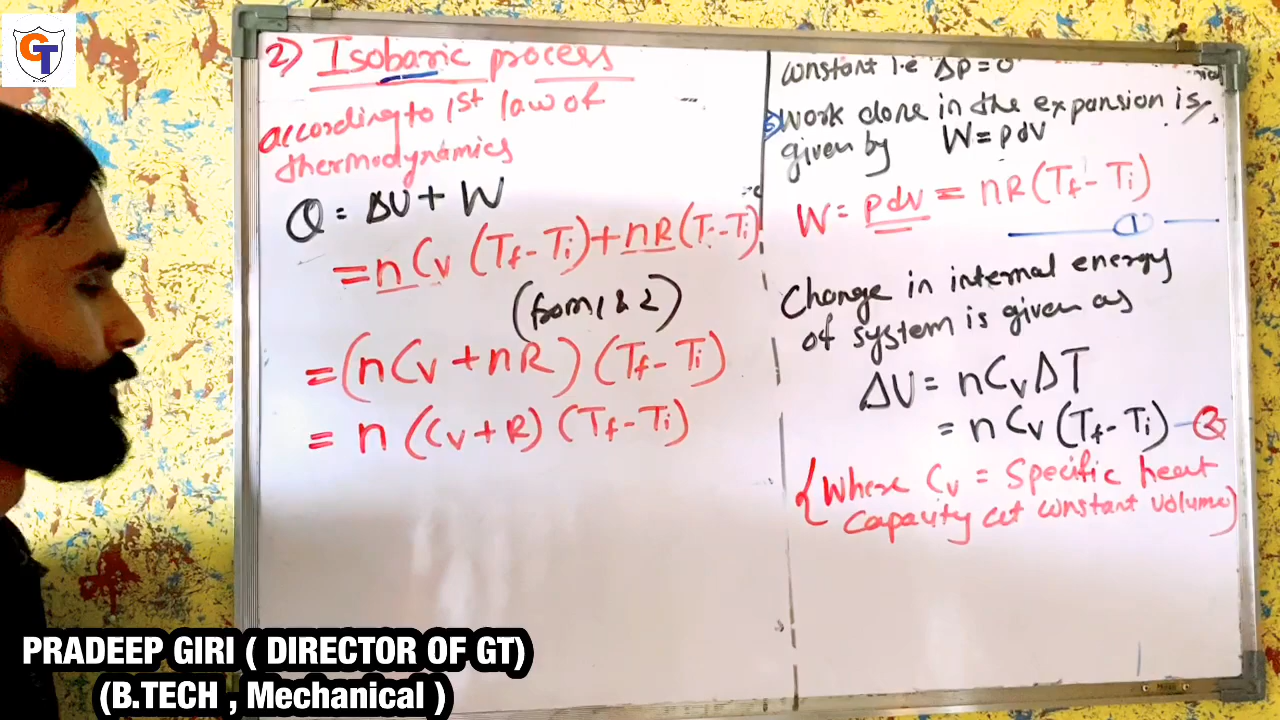 GT
2) Isobaric process
according to 1st law of
thermodynamics
Q = ΔU + W
= n Cv (Tf - Ti) + nR (Tf - Ti)
(from 1 & 2)
= (n Cv + nR) (Tf - Ti)
= n (Cv + R) (Tf - Ti)
constant i.e ΔP = 0
Work done in the expansion is
given by W = pdV
W = pdv = nR (Tf - Ti)
1
Change in internal energy
of system is given as
ΔU = nCvΔT
= n Cv (Tf - Ti) - 2
{Where Cv = Specific heat
capacity at constant volume}
PRADEEP GIRI ( DIRECTOR OF GT)
(B.TECH , Mechanical )